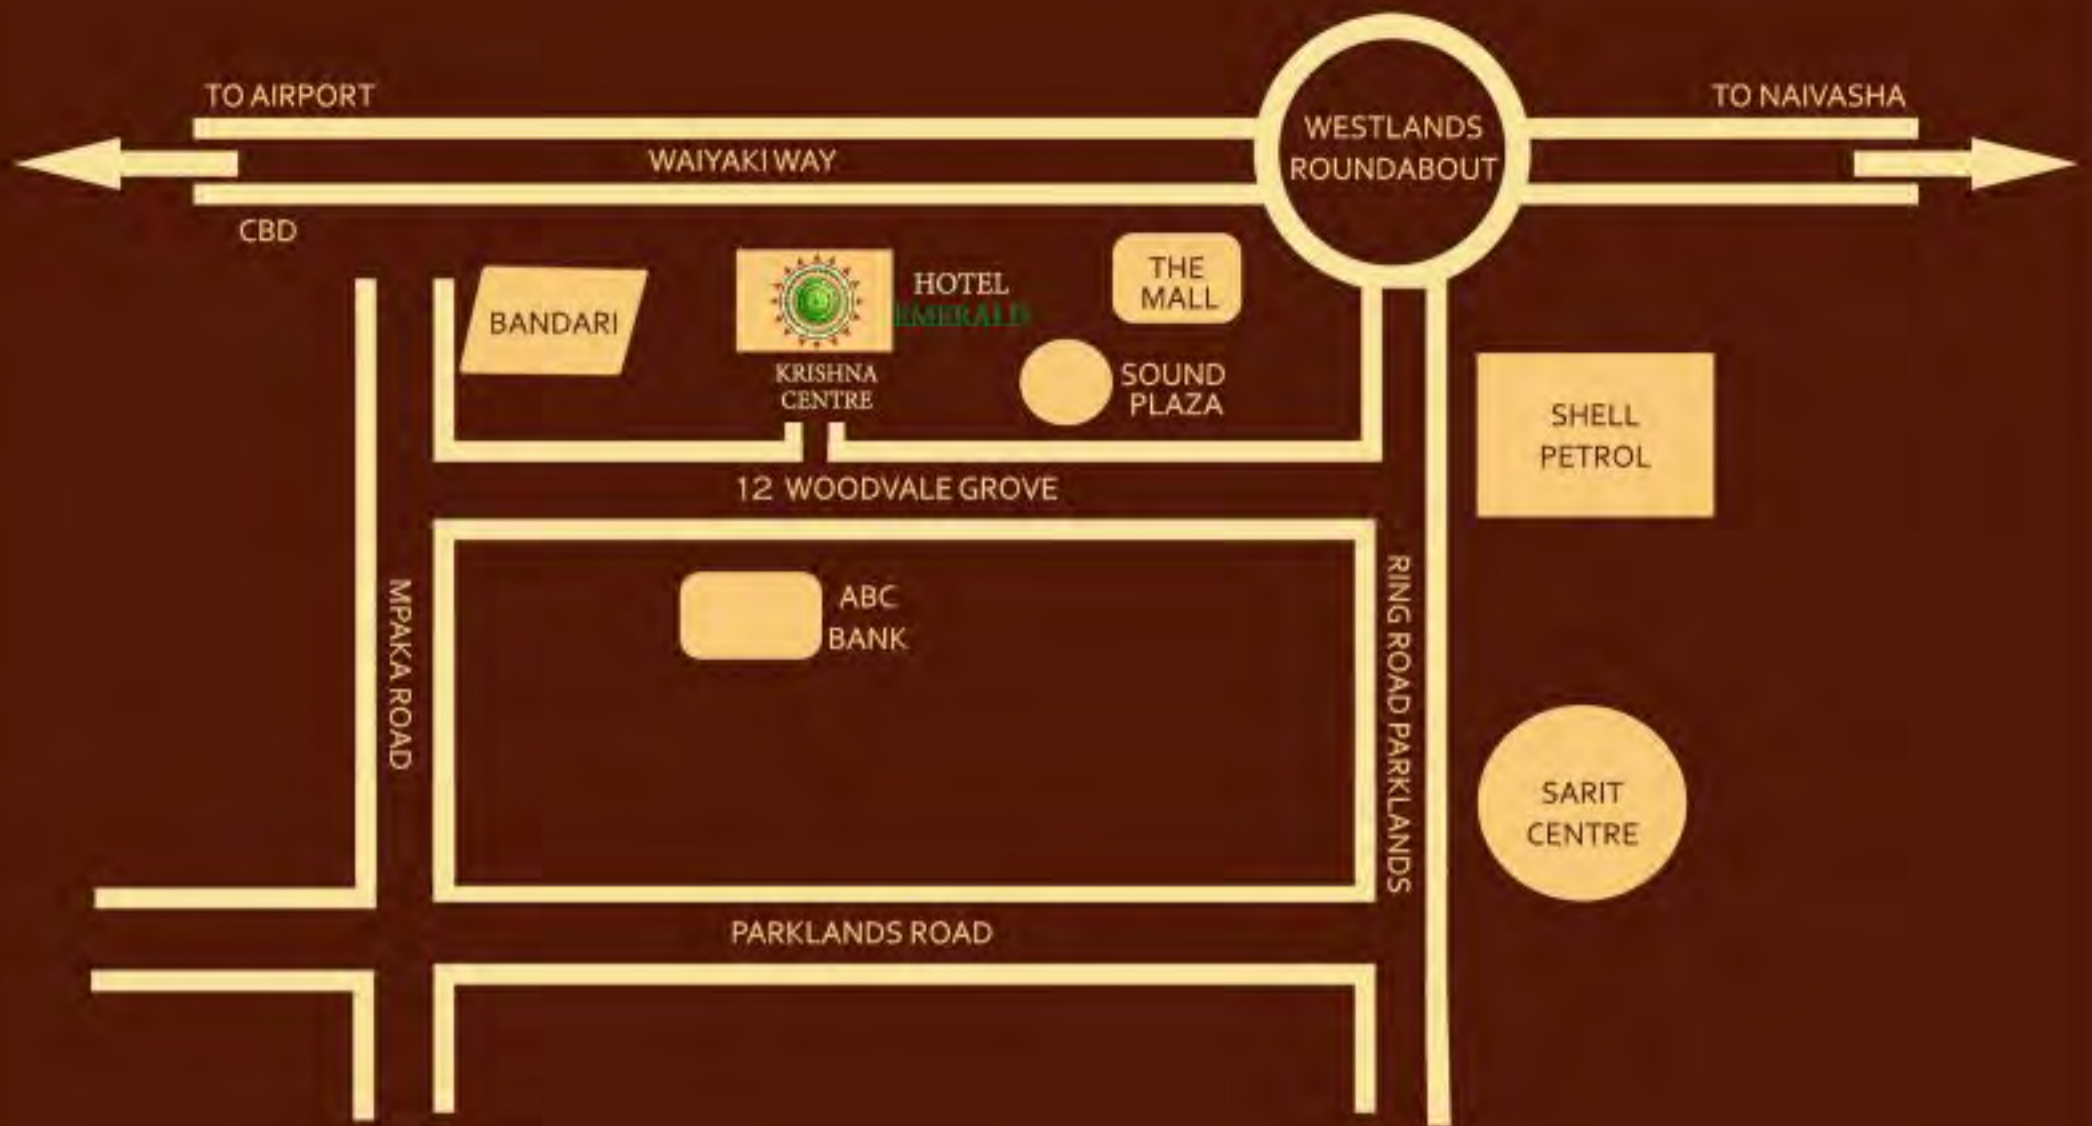 TO AIRPORT
TO NAIVASHA
WESTLANDS
ROUNDABOUT
WAIYAKI WAY
CBD
BANDARI
HOTEL
EMERALD
KRISHNA
CENTRE
THE
MALL
SOUND
PLAZA
SHELL
PETROL
12 WOODVALE GROVE
ABC
BANK
MPAKA ROAD
RING ROAD PARKLANDS
SARIT
CENTRE
PARKLANDS ROAD